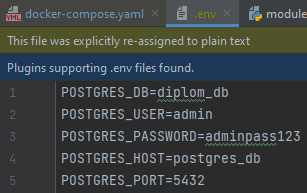 docker-compose.yaml .env module
This file was explicitly re-assigned to plain text
Plugins supporting .env files found.
1 POSTGRES_DB=diplom_db
2 POSTGRES_USER=admin
3 POSTGRES_PASSWORD=adminpass123
4 POSTGRES_HOST=postgres_db
5 POSTGRES_PORT=5432